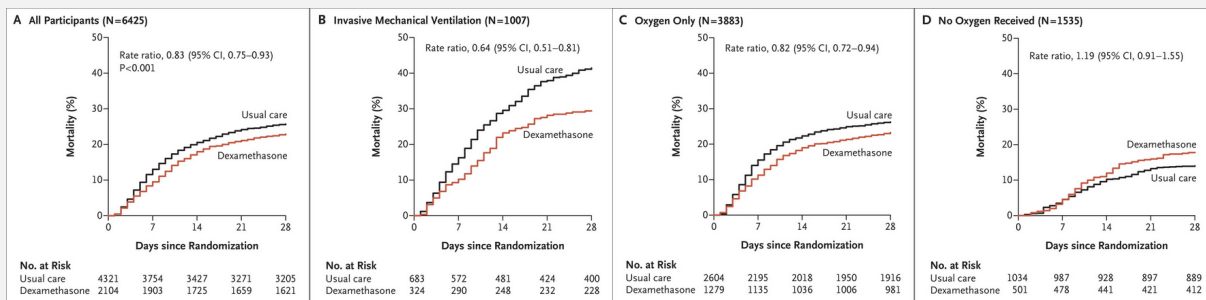 A All Participants (N=6425)
Mortality (%)
50
40
30
20
10
0
Rate ratio, 0.83 (95% CI, 0.75–0.93)
P<0.001
Usual care
Dexamethasone
0 7 14 21 28
Days since Randomization
No. at Risk
Usual care 4321 3754 3427 3271 3205
Dexamethasone 2104 1903 1725 1659 1621
B Invasive Mechanical Ventilation (N=1007)
Mortality (%)
50
40
30
20
10
0
Rate ratio, 0.64 (95% CI, 0.51–0.81)
Usual care
Dexamethasone
0 7 14 21 28
Days since Randomization
No. at Risk
Usual care 683 572 481 424 400
Dexamethasone 324 290 248 232 228
C Oxygen Only (N=3883)
Mortality (%)
50
40
30
20
10
0
Rate ratio, 0.82 (95% CI, 0.72–0.94)
Usual care
Dexamethasone
0 7 14 21 28
Days since Randomization
No. at Risk
Usual care 2604 2195 2018 1950 1916
Dexamethasone 1279 1135 1036 1006 981
D No Oxygen Received (N=1535)
Mortality (%)
50
40
30
20
10
0
Rate ratio, 1.19 (95% CI, 0.91–1.55)
Dexamethasone
Usual care
0 7 14 21 28
Days since Randomization
No. at Risk
Usual care 1034 987 928 897 889
Dexamethasone 501 478 441 421 412